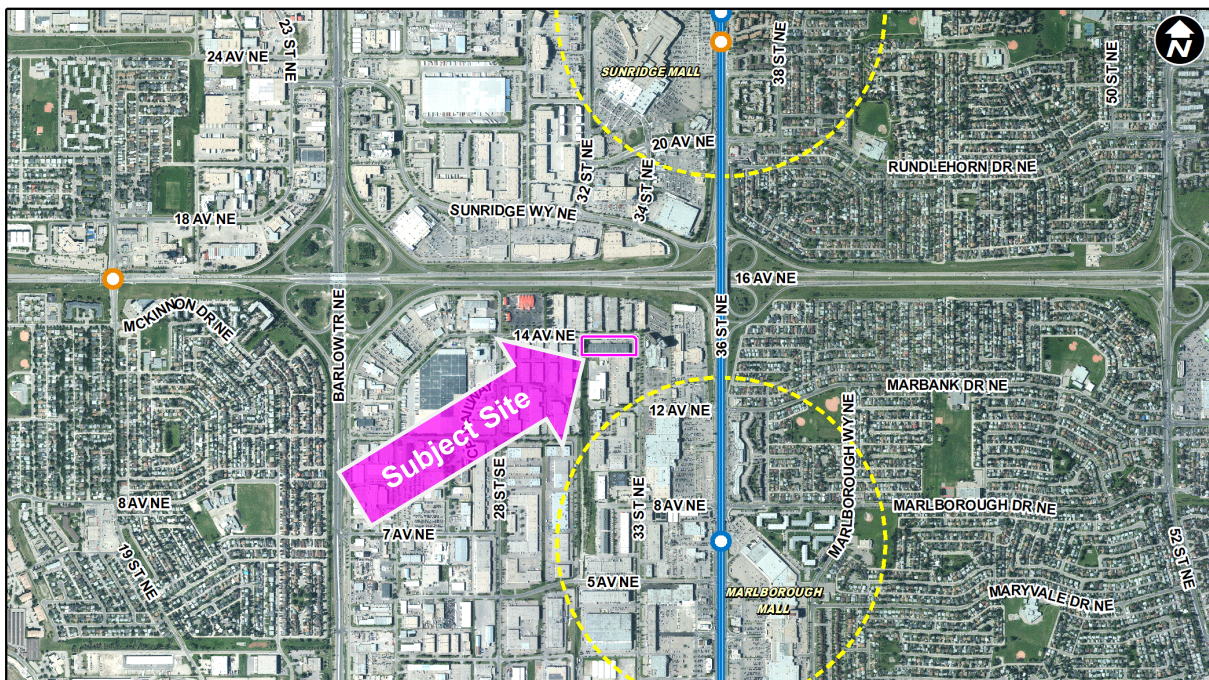 24 AV NE
23 ST NE
SUNRIDGE MALL
38 ST NE
50 ST NE
N
20 AV NE
32 ST NE
34 ST NE
RUNDLEHORN DR NE
SUNRIDGE WY NE
18 AV NE
16 AV NE
MCKINNON DR NE
BARLOW TR NE
14 AV NE
36 ST NE
MARBANK DR NE
12 AV NE
Subject Site
MARLBOROUGH WY NE
28 ST SE
33 ST NE
8 AV NE
8 AV NE
MARLBOROUGH DR NE
7 AV NE
19 ST NE
52 ST NE
5 AV NE
MARLBOROUGH
MALL
MARYVALE DR NE